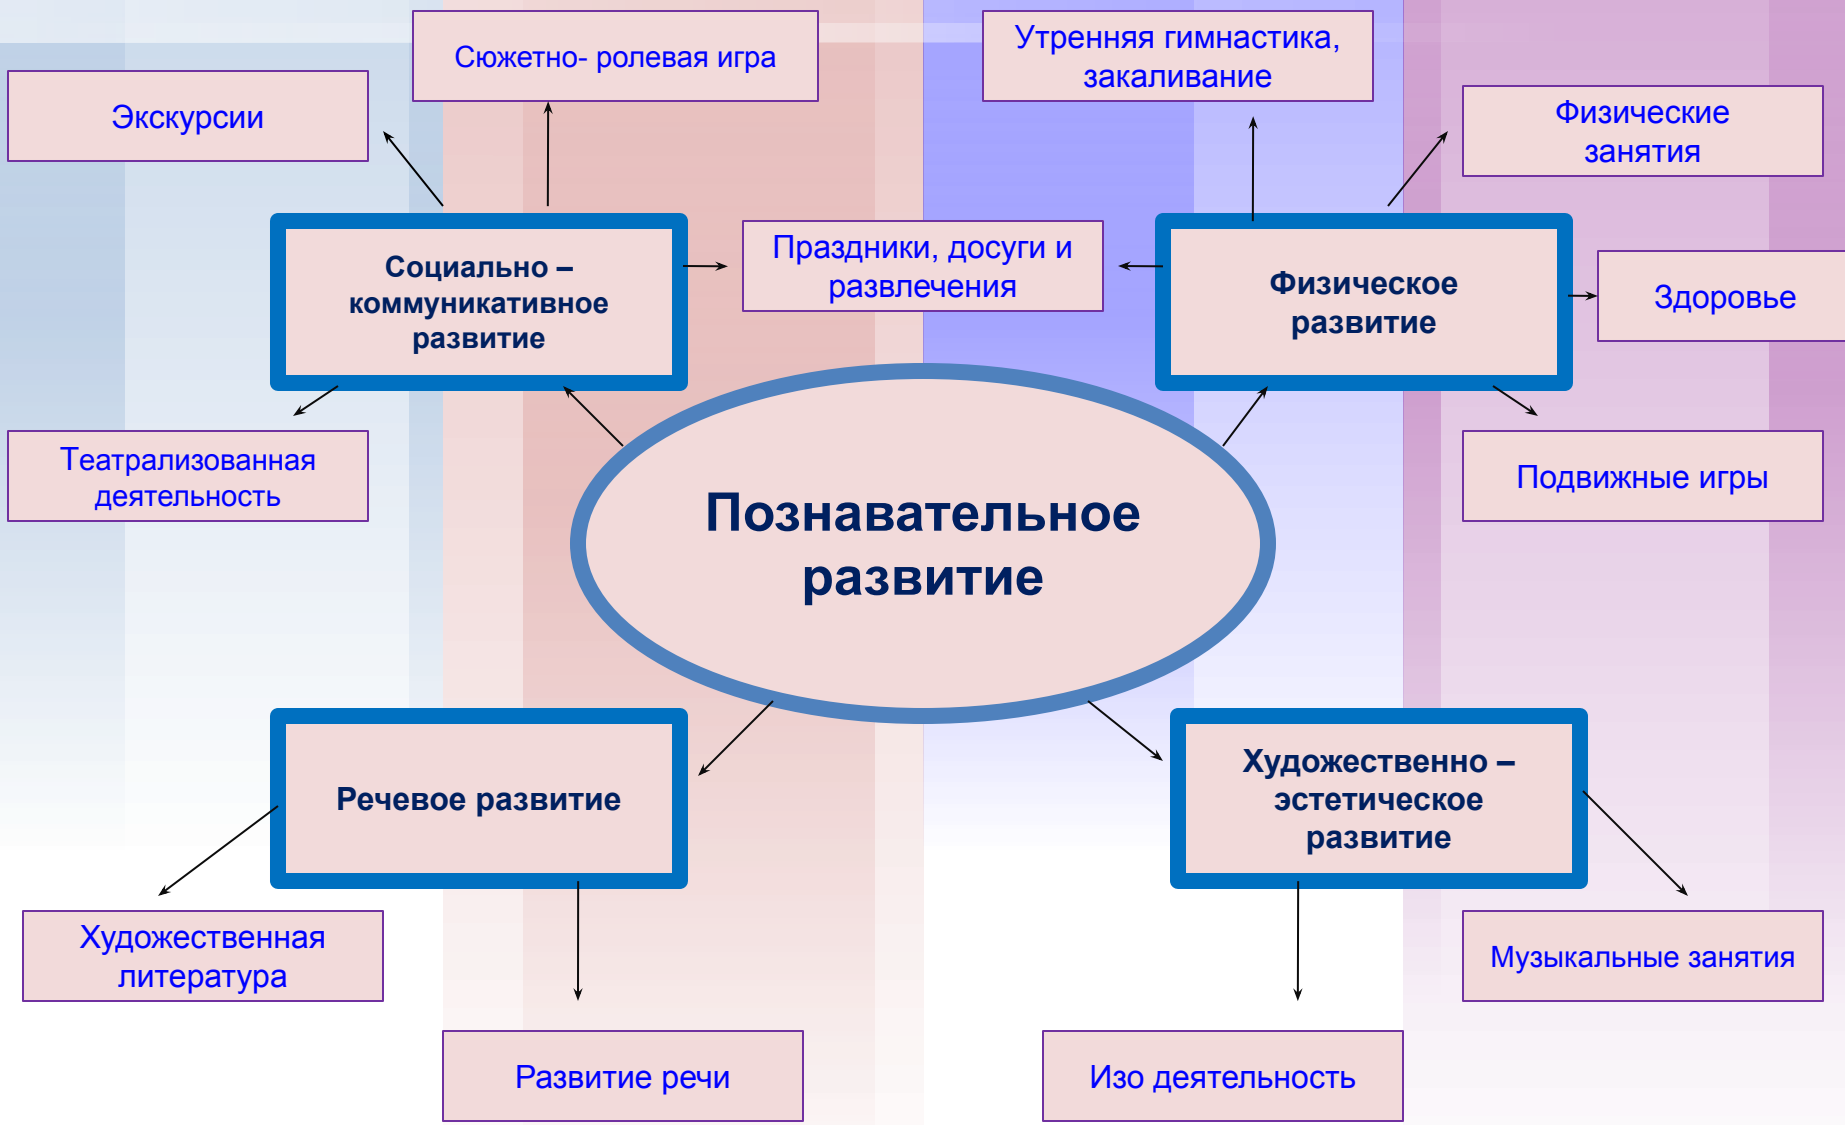 Сюжетно- ролевая игра
Утренняя гимнастика,
закаливание
Экскурсии
Физические
занятия
Социально –
коммуникативное
развитие
Праздники, досуги и
развлечения
Физическое
развитие
Здоровье
Театрализованная
деятельность
Подвижные игры
Познавательное
развитие
Речевое развитие
Художественно –
эстетическое
развитие
Художественная
литература
Музыкальные занятия
Развитие речи
Изо деятельность